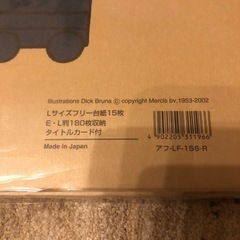 Illustrations Dick Bruna © copyright Mercis bv,1953-2002
Lサイズフリー台紙15枚
E・L判180枚収納
タイトルカード付
Made in Japan
4 902205 311966
アフ-LF-156-R